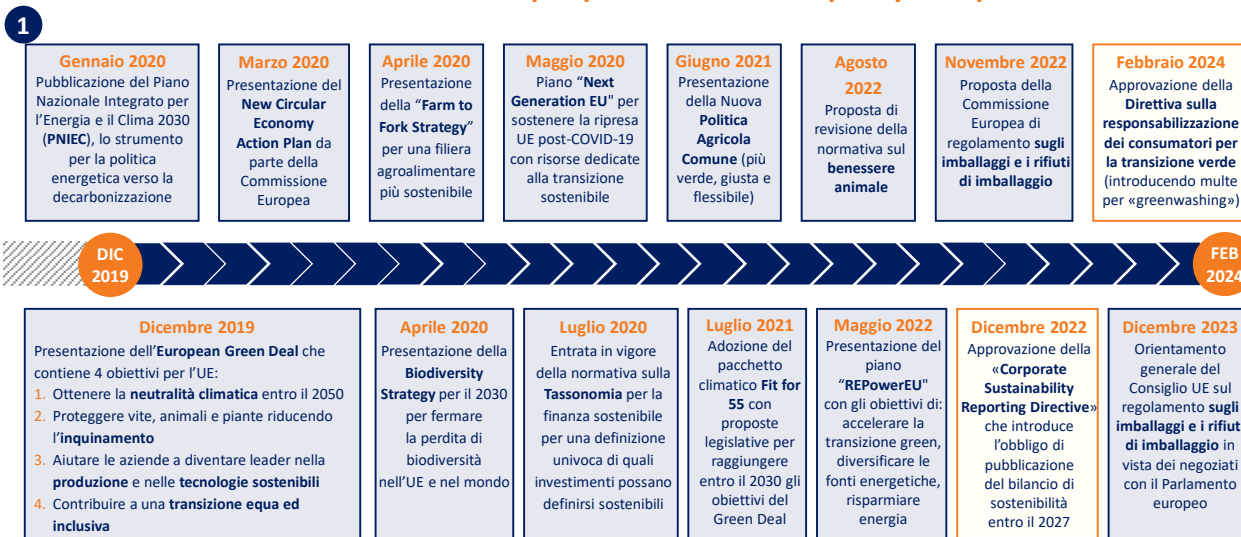 1
Gennaio 2020
Pubblicazione del Piano
Nazionale Integrato per
l’Energia e il Clima 2030
(PNIEC), lo strumento
per la politica
energetica verso la
decarbonizzazione
Marzo 2020
Presentazione del
New Circular
Economy
Action Plan da
parte della
Commissione
Europea
Aprile 2020
Presentazione
della “Farm to
Fork Strategy”
per una filiera
agroalimentare
più sostenibile
Maggio 2020
Piano “Next
Generation EU" per
sostenere la ripresa
UE post-COVID-19
con risorse dedicate
alla transizione
sostenibile
Giugno 2021
Presentazione
della Nuova
Politica
Agricola
Comune (più
verde, giusta e
flessibile)
Agosto
2022
Proposta di
revisione della
normativa sul
benessere
animale
Novembre 2022
Proposta della
Commissione
Europea di
regolamento sugli
imballaggi e i rifiuti
di imballaggio
Febbraio 2024
Approvazione della
Direttiva sulla
responsabilizzazione
dei consumatori per
la transizione verde
(introducendo multe
per «greenwashing»)
DIC
2019
FEB
2024
Dicembre 2019
Presentazione dell’European Green Deal che
contiene 4 obiettivi per l’UE:
1. Ottenere la neutralità climatica entro il 2050
2. Proteggere vite, animali e piante riducendo
l’inquinamento
3. Aiutare le aziende a diventare leader nella
produzione e nelle tecnologie sostenibili
4. Contribuire a una transizione equa ed
inclusiva
Aprile 2020
Presentazione della
Biodiversity
Strategy per il 2030
per fermare
la perdita di
biodiversità
nell’UE e nel mondo
Luglio 2020
Entrata in vigore
della normativa sulla
Tassonomia per la
finanza sostenibile
per una definizione
univoca di quali
investimenti possano
definirsi sostenibili
Luglio 2021
Adozione del
pacchetto
climatico Fit for
55 con
proposte
legislative per
raggiungere
entro il 2030 gli
obiettivi del
Green Deal
Maggio 2022
Presentazione del
piano
“REPowerEU"
con gli obiettivi di:
accelerare la
transizione green,
diversificare le
fonti energetiche,
risparmiare
energia
Dicembre 2022
Approvazione della
«Corporate
Sustainability
Reporting Directive»
che introduce
l’obbligo di
pubblicazione
del bilancio di
sostenibilità
entro il 2027
Dicembre 2023
Orientamento
generale del
Consiglio UE sul
regolamento sugli
imballaggi e i rifiut
di imballaggio in
vista dei negoziati
con il Parlamento
europeo